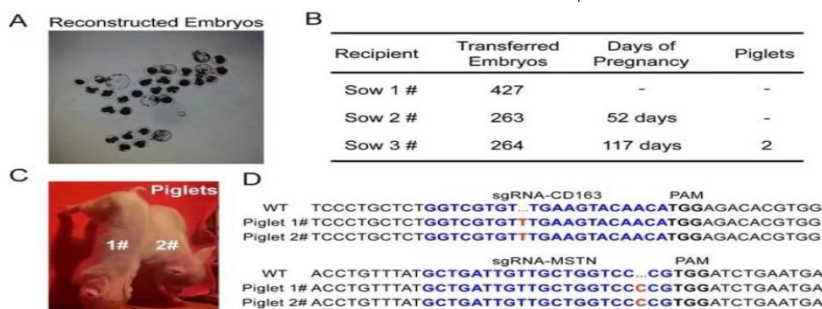 A
Reconstructed Embryos
B
Recipient Transferred Embryos Days of Pregnancy Piglets
Sow 1 # 427 - -
Sow 2 # 263 52 days -
Sow 3 # 264 117 days 2
C
Piglets
1# 2#
D
sgRNA-CD163 PAM
WT TCCCTGCTCTGGTCGTGT...TGAAGTACAACATGGAGACACGTGG
Piglet 1# TCCCTGCTCTGGTCGTGTTTGAAGTACAACATGGAGACACGTGG
Piglet 2# TCCCTGCTCTGGTCGTGTTTGAAGTACAACATGGAGACACGTGG
sgRNA-MSTN PAM
WT ACCTGTTTATGCTGATTGTTGCTGGTCC...CGTGGATCTGAATGA
Piglet 1# ACCTGTTTATGCTGATTGTTGCTGGTCCCCGTGGATCTGAATGA
Piglet 2# ACCTGTTTATGCTGATTGTTGCTGGTCCCCGTGGATCTGAATGA